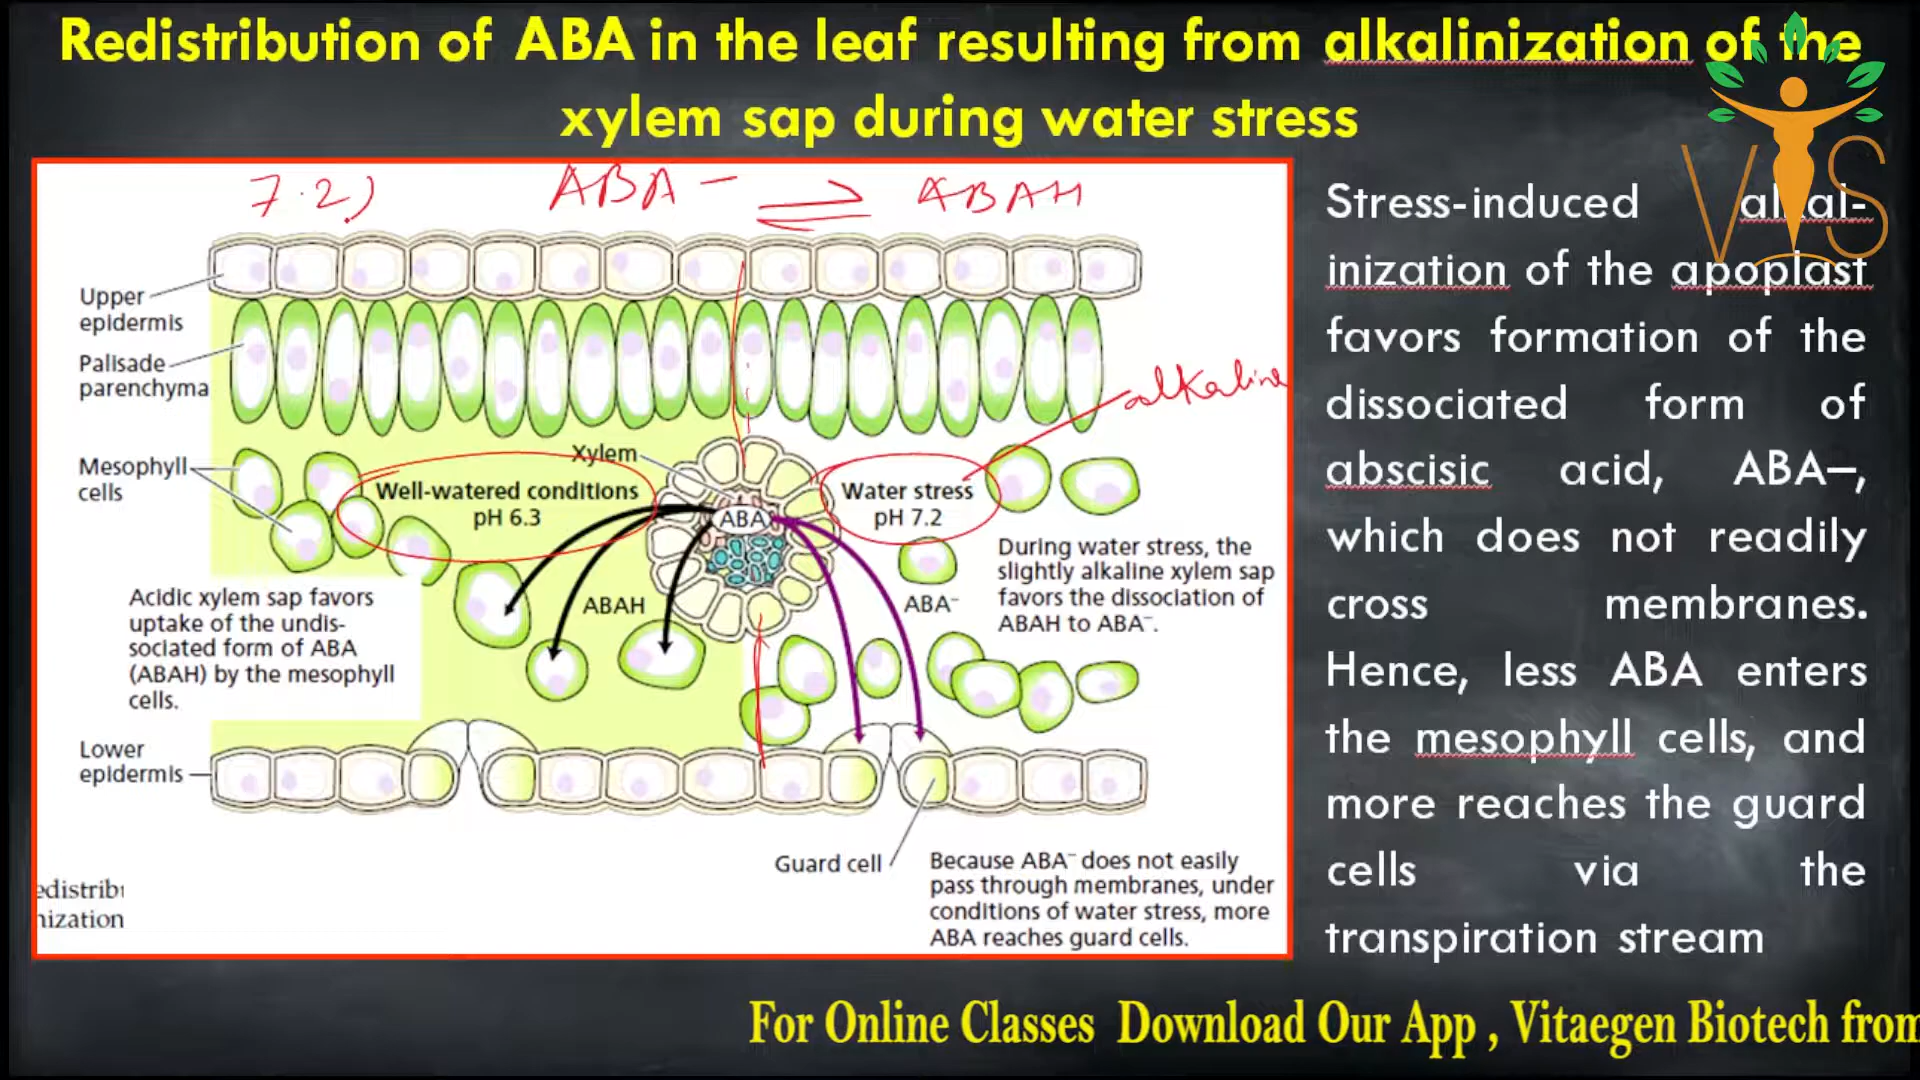 Redistribution of ABA in the leaf resulting from alkalinization of the
xylem sap during water stress
7.2)
ABA⁻ ⇌ ABAH
Upper
epidermis
Palisade
parenchyma
alkaline
Mesophyll
cells
Xylem
Well-watered conditions
pH 6.3
ABA
Water stress
pH 7.2
During water stress, the
slightly alkaline xylem sap
favors the dissociation of
ABAH to ABA⁻.
Acidic xylem sap favors
uptake of the undis-
sociated form of ABA
(ABAH) by the mesophyll
cells.
ABAH
ABA⁻
Lower
epidermis
Guard cell
Because ABA⁻ does not easily
pass through membranes, under
conditions of water stress, more
ABA reaches guard cells.
edistrib
nization
Stress-induced alkal-
inization of the apoplast
favors formation of the
dissociated form of
abscisic acid, ABA–,
which does not readily
cross membranes.
Hence, less ABA enters
the mesophyll cells, and
more reaches the guard
cells via the
transpiration stream
VS
For Online Classes Download Our App , Vitaegen Biotech from